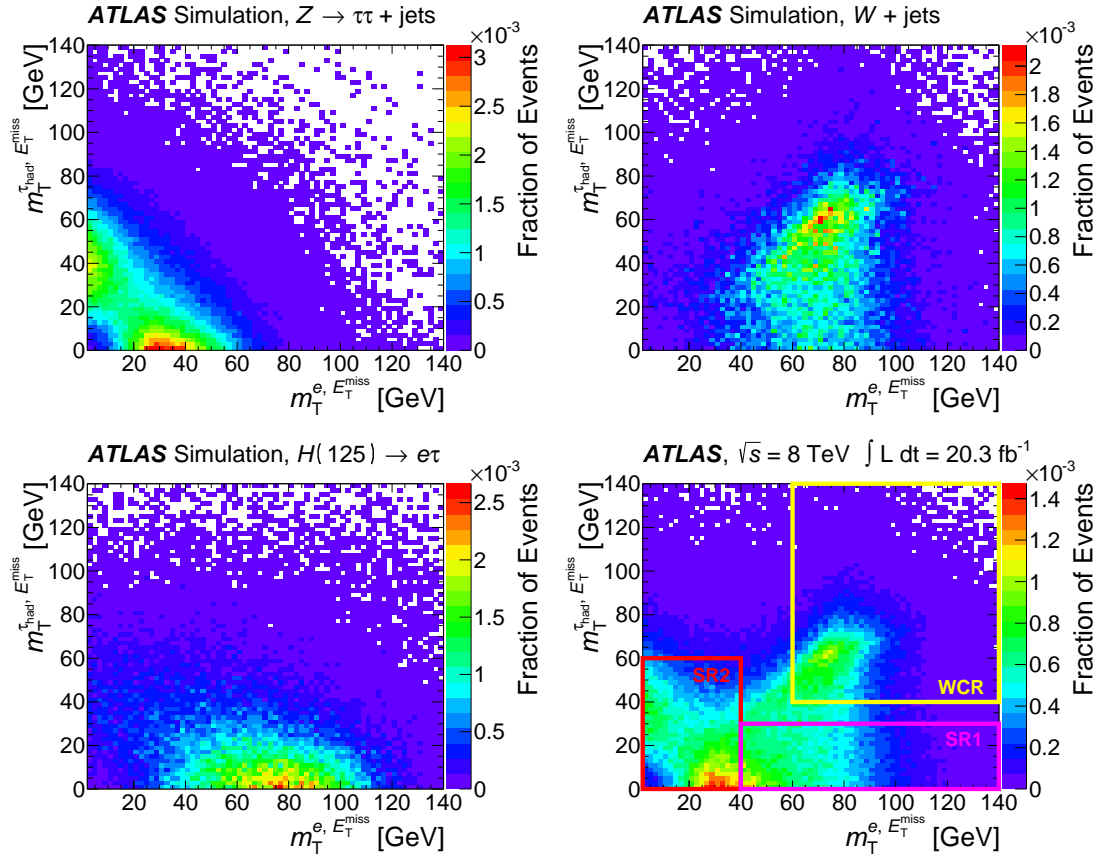 ATLAS Simulation, Z → ττ + jets
×10⁻³
140
120
100
80
60
40
20
0
m_T^{τ_had, E_T^miss} [GeV]
20 40 60 80 100 120 140
m_T^{e, E_T^miss} [GeV]
3
2.5
2
1.5
1
0.5
0
Fraction of Events
ATLAS Simulation, W + jets
×10⁻³
140
120
100
80
60
40
20
0
m_T^{τ_had, E_T^miss} [GeV]
20 40 60 80 100 120 140
m_T^{e, E_T^miss} [GeV]
2
1.8
1.6
1.4
1.2
1
0.8
0.6
0.4
0.2
0
Fraction of Events
ATLAS Simulation, H(125) → eτ
×10⁻³
140
120
100
80
60
40
20
0
m_T^{τ_had, E_T^miss} [GeV]
20 40 60 80 100 120 140
m_T^{e, E_T^miss} [GeV]
2.5
2
1.5
1
0.5
0
Fraction of Events
ATLAS, √s = 8 TeV ∫ L dt = 20.3 fb⁻¹
×10⁻³
140
120
100
80
60
40
20
0
m_T^{τ_had, E_T^miss} [GeV]
SR2
WCR
SR1
20 40 60 80 100 120 140
m_T^{e, E_T^miss} [GeV]
1.4
1.2
1
0.8
0.6
0.4
0.2
0
Fraction of Events